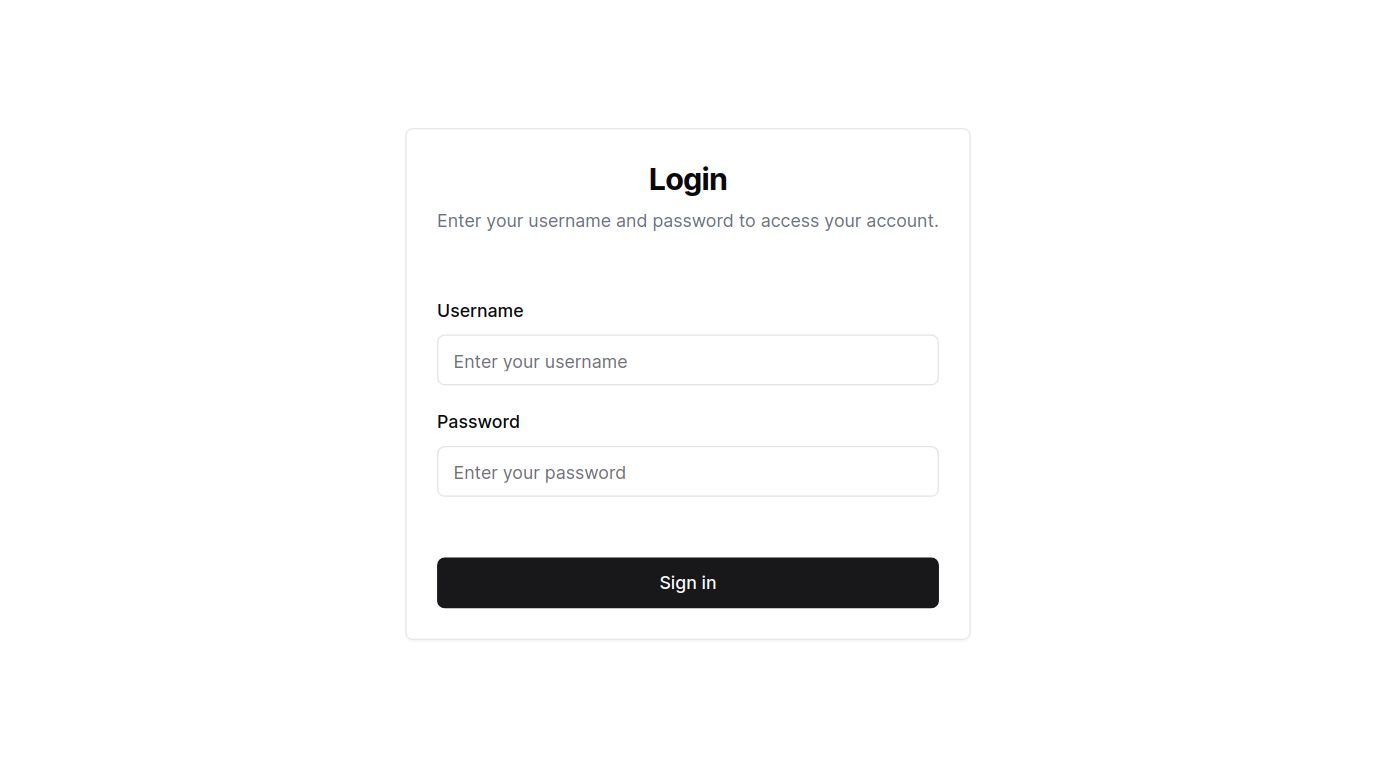 Login
Enter your username and password to access your account.
Username
Enter your username
Password
Enter your password
Sign in